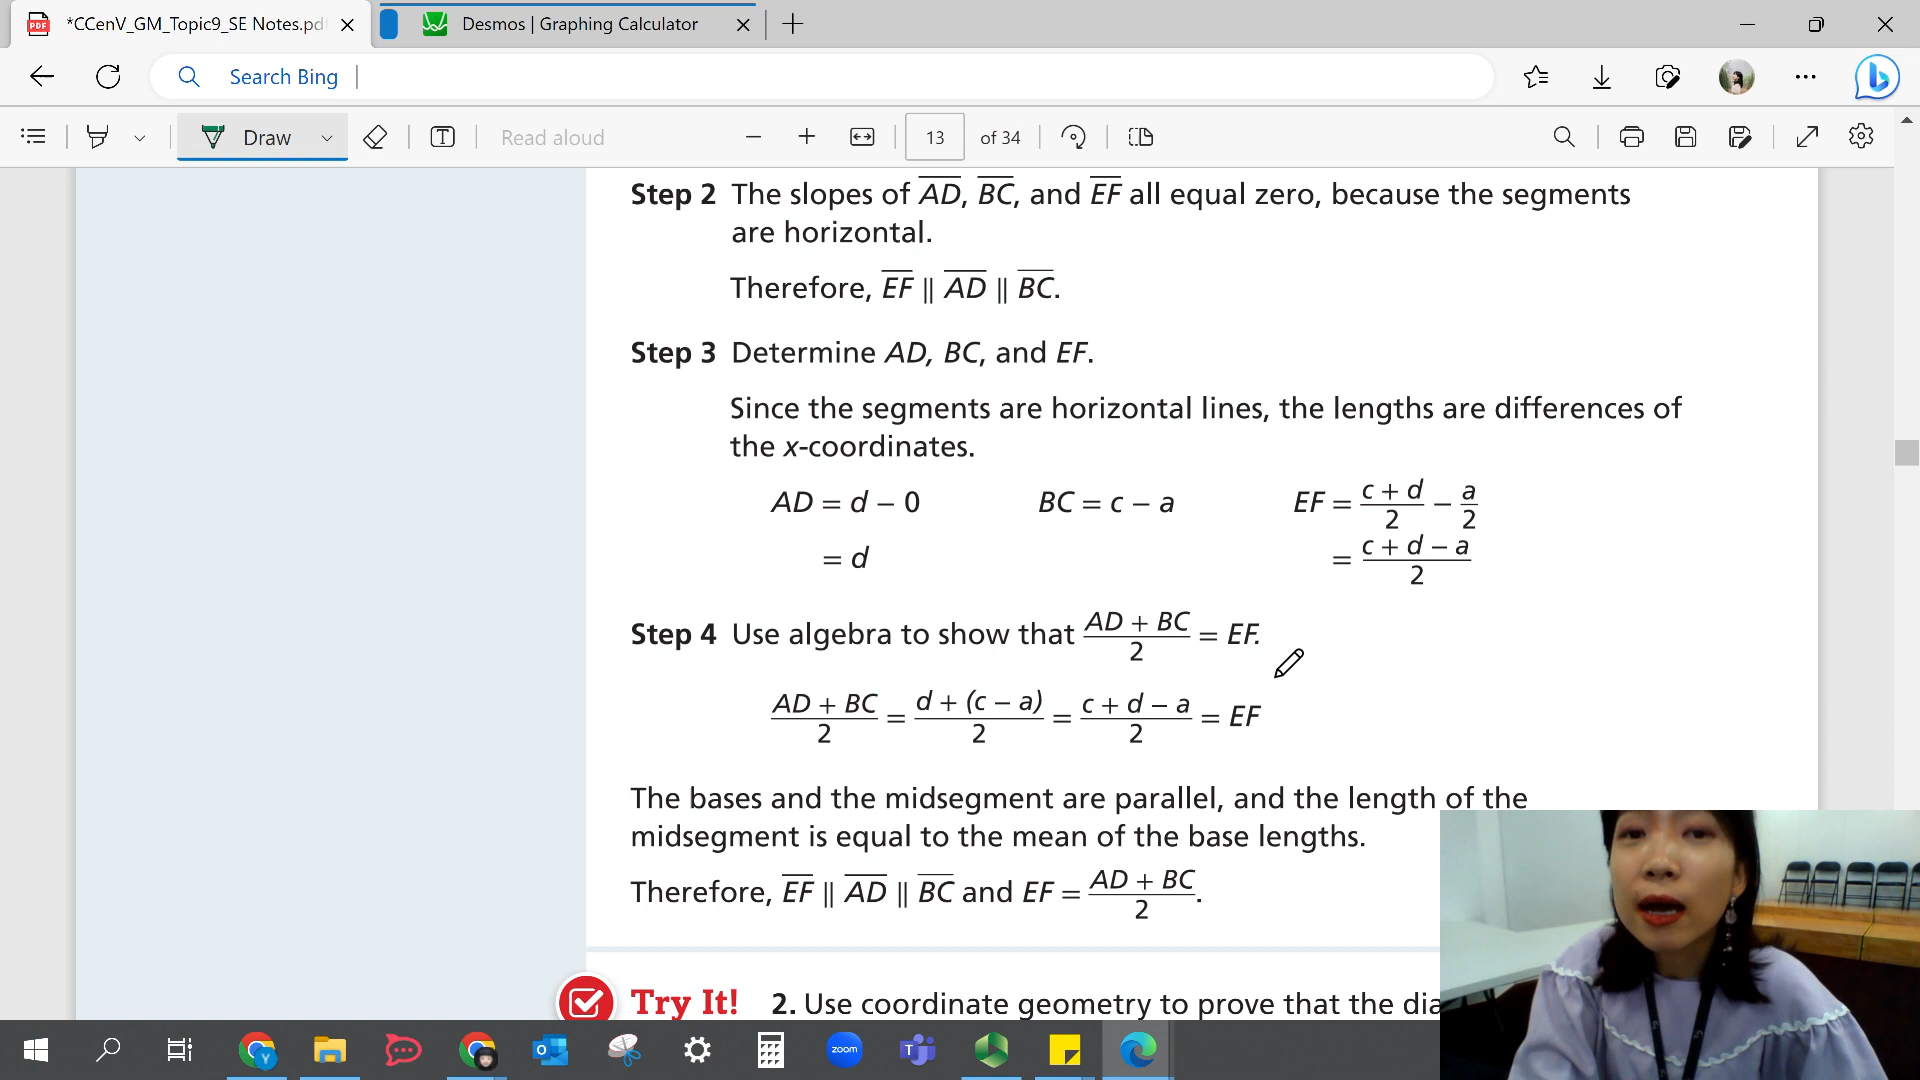 *CCenV_GM_Topic9_SE Notes.pdf
Desmos | Graphing Calculator
Search Bing
Draw
Read aloud
13 of 34
Step 2 The slopes of AD, BC, and EF all equal zero, because the segments
are horizontal.
Therefore, EF ∥ AD ∥ BC.
Step 3 Determine AD, BC, and EF.
Since the segments are horizontal lines, the lengths are differences of
the x-coordinates.
AD = d − 0 BC = c − a EF = (c + d)/2 − a/2
= d = (c + d − a)/2
Step 4 Use algebra to show that (AD + BC)/2 = EF.
(AD + BC)/2 = (d + (c − a))/2 = (c + d − a)/2 = EF
The bases and the midsegment are parallel, and the length of the
midsegment is equal to the mean of the base lengths.
Therefore, EF ∥ AD ∥ BC and EF = (AD + BC)/2.
Try It! 2. Use coordinate geometry to prove that the dia
zoom